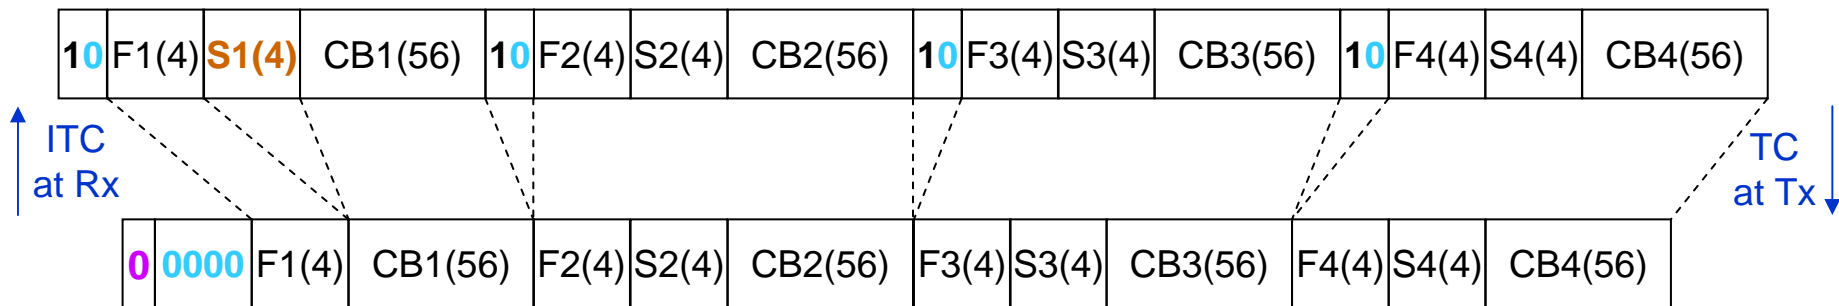 10 F1(4) S1(4) CB1(56) 10 F2(4) S2(4) CB2(56) 10 F3(4) S3(4) CB3(56) 10 F4(4) S4(4) CB4(56)
ITC
at Rx
TC
at Tx
0 0000 F1(4) CB1(56) F2(4) S2(4) CB2(56) F3(4) S3(4) CB3(56) F4(4) S4(4) CB4(56)